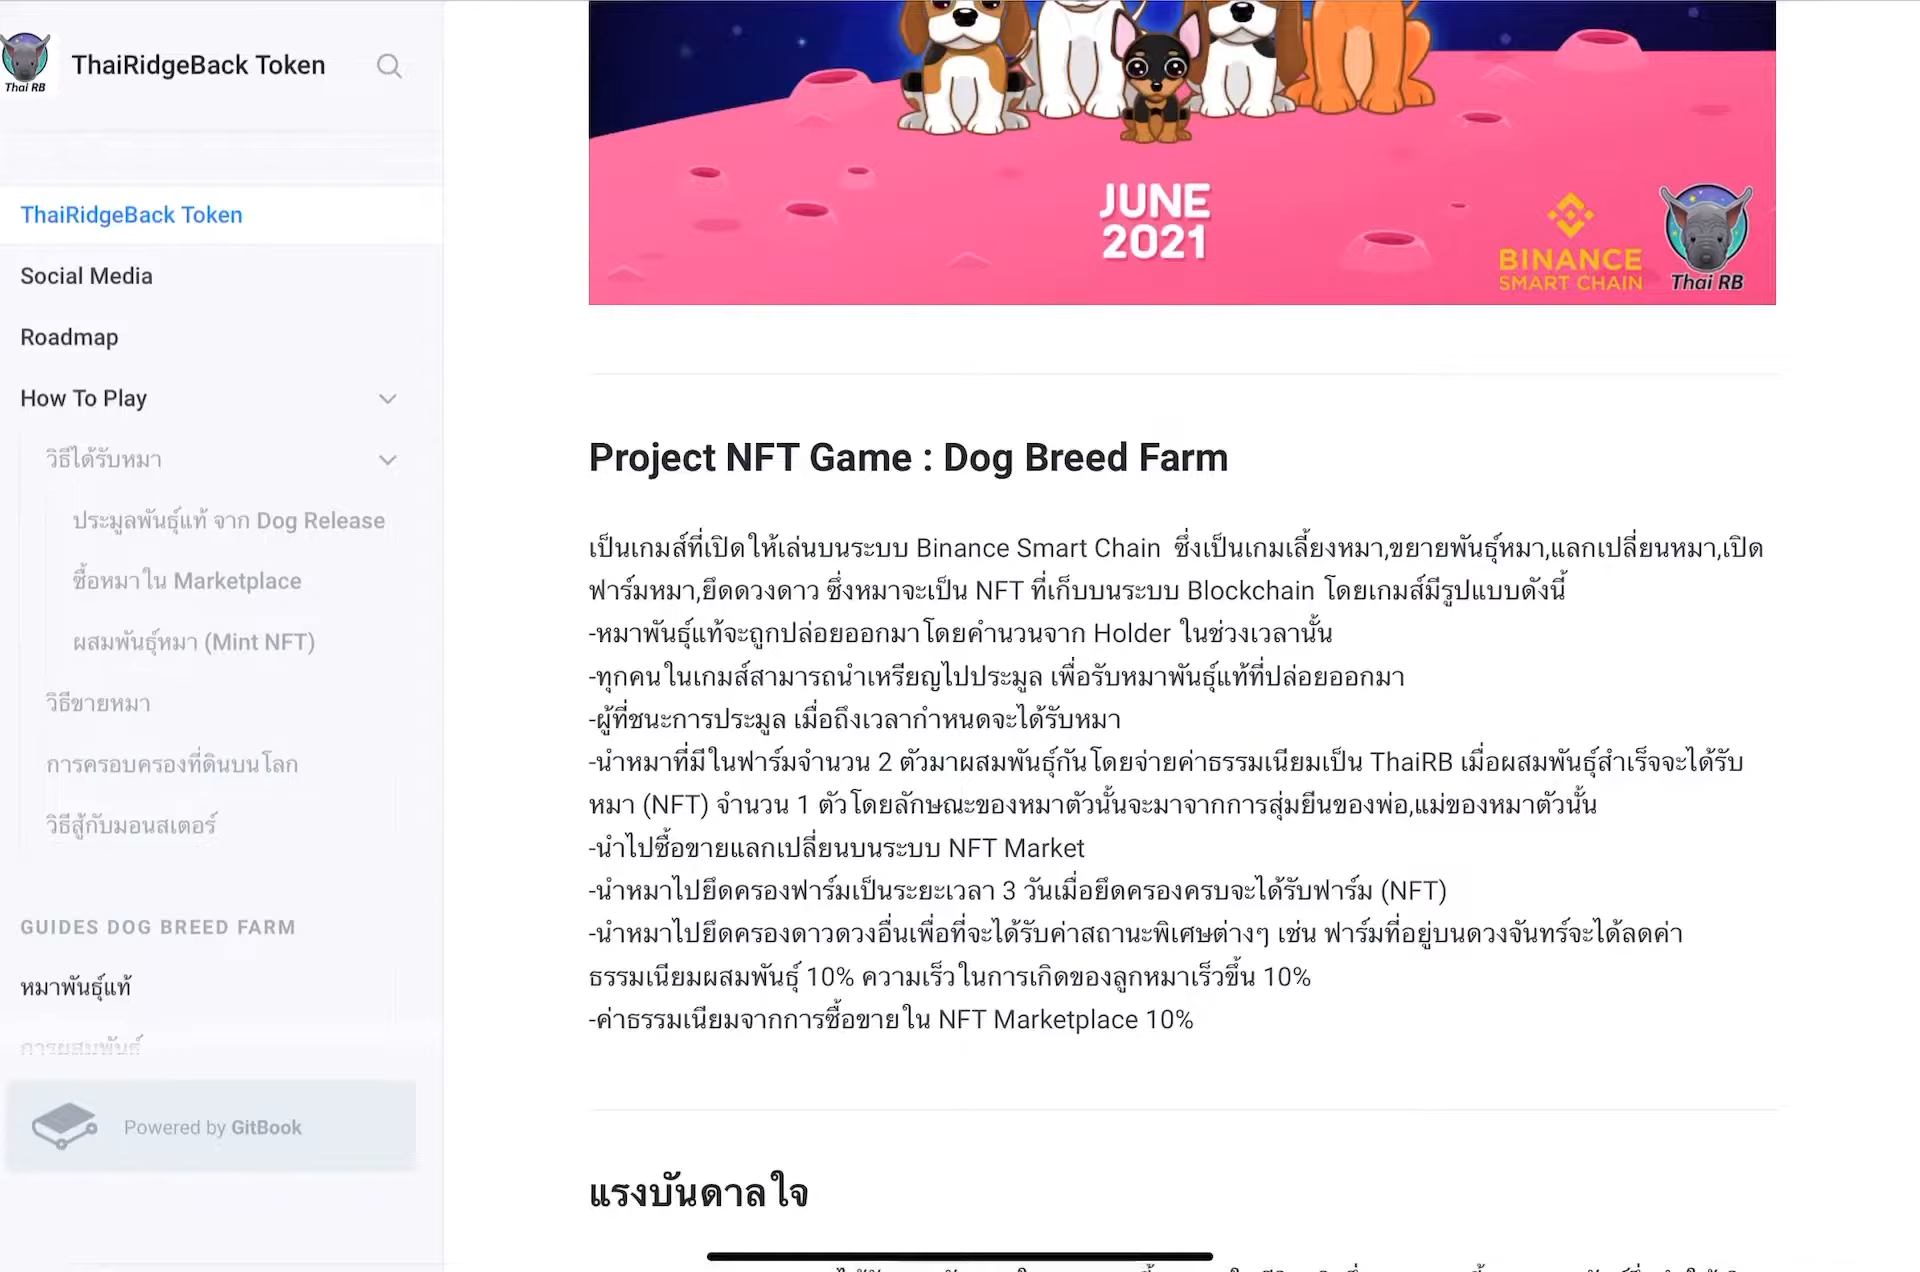 Thai RB
ThaiRidgeBack Token
ThaiRidgeBack Token
Social Media
Roadmap
How To Play
วิธีได้รับหมา
ประมูลพันธุ์แท้ จาก Dog Release
ซื้อหมาใน Marketplace
ผสมพันธุ์หมา (Mint NFT)
วิธีขายหมา
การครอบครองที่ดินบนโลก
วิธีสู้กับมอนสเตอร์
GUIDES DOG BREED FARM
หมาพันธุ์แท้
การผสมพันธุ์
Powered by GitBook
JUNE
2021
BINANCE
SMART CHAIN
Thai RB
Project NFT Game : Dog Breed Farm
เป็นเกมส์ที่เปิดให้เล่นบนระบบ Binance Smart Chain ซึ่งเป็นเกมเลี้ยงหมา,ขยายพันธุ์หมา,แลกเปลี่ยนหมา,เปิด
ฟาร์มหมา,ยึดดวงดาว ซึ่งหมาจะเป็น NFT ที่เก็บบนระบบ Blockchain โดยเกมส์มีรูปแบบดังนี้
-หมาพันธุ์แท้จะถูกปล่อยออกมาโดยคำนวนจาก Holder ในช่วงเวลานั้น
-ทุกคนในเกมส์สามารถนำเหรียญไปประมูล เพื่อรับหมาพันธุ์แท้ที่ปล่อยออกมา
-ผู้ที่ชนะการประมูล เมื่อถึงเวลากำหนดจะได้รับหมา
-นำหมาที่มีในฟาร์มจำนวน 2 ตัวมาผสมพันธุ์กันโดยจ่ายค่าธรรมเนียมเป็น ThaiRB เมื่อผสมพันธุ์สำเร็จจะได้รับ
หมา (NFT) จำนวน 1 ตัวโดยลักษณะของหมาตัวนั้นจะมาจากการสุ่มยีนของพ่อ,แม่ของหมาตัวนั้น
-นำไปซื้อขายแลกเปลี่ยนบนระบบ NFT Market
-นำหมาไปยึดครองฟาร์มเป็นระยะเวลา 3 วันเมื่อยึดครองครบจะได้รับฟาร์ม (NFT)
-นำหมาไปยึดครองดาวดวงอื่นเพื่อที่จะได้รับค่าสถานะพิเศษต่างๆ เช่น ฟาร์มที่อยู่บนดวงจันทร์จะได้ลดค่า
ธรรมเนียมผสมพันธุ์ 10% ความเร็วในการเกิดของลูกหมาเร็วขึ้น 10%
-ค่าธรรมเนียมจากการซื้อขายใน NFT Marketplace 10%
แรงบันดาลใจ